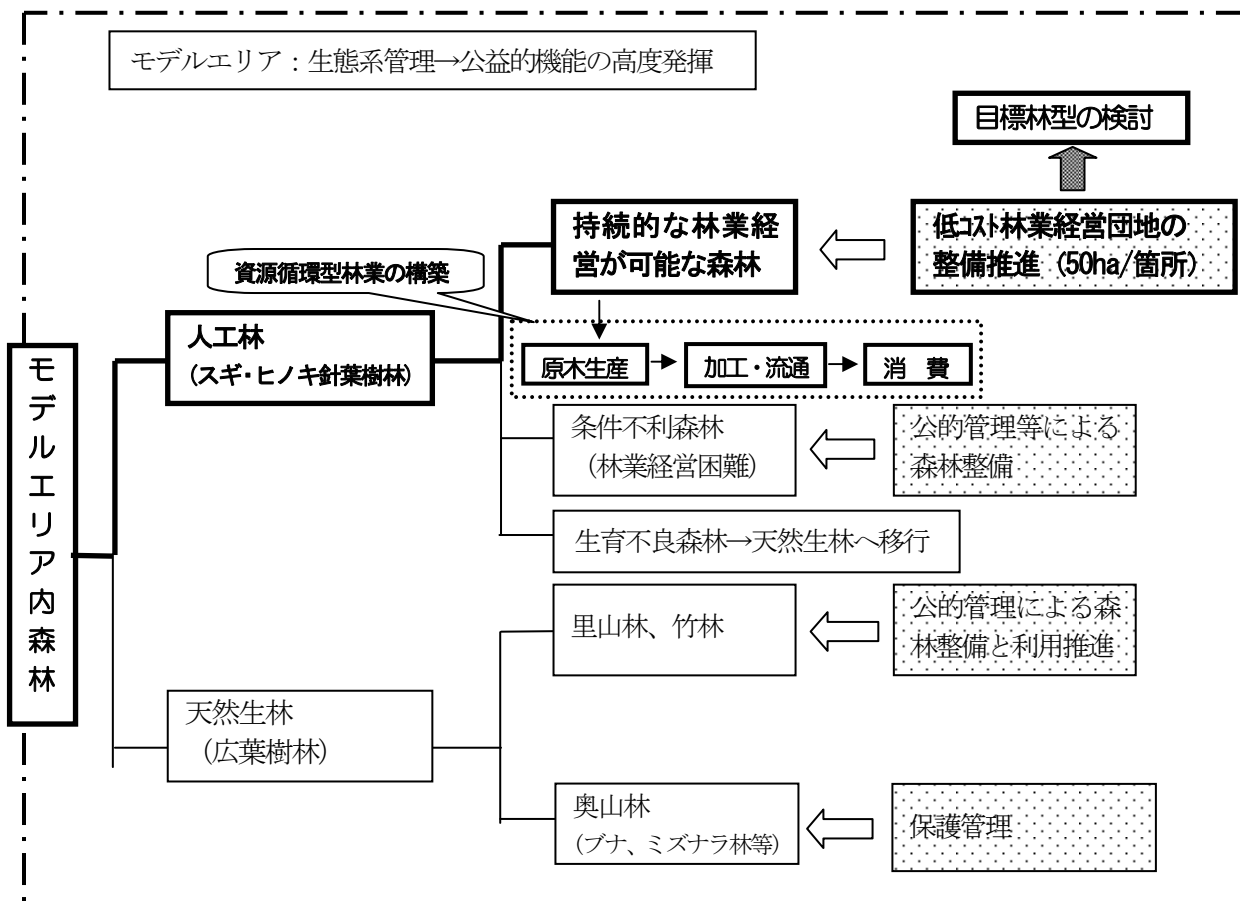 モデルエリア：生態系管理→公益的機能の高度発揮
目標林型の検討
持続的な林業経
営が可能な森林
低ｺｽﾄ林業経営団地の
整備推進（50ha/箇所）
資源循環型林業の構築
人工林
（スギ・ヒノキ針葉樹林）
原木生産
加工・流通
消　費
モデルエリア内森林
条件不利森林
（林業経営困難）
公的管理等による
森林整備
生育不良森林→天然生林へ移行
里山林、竹林
公的管理による森
林整備と利用推進
天然生林
（広葉樹林）
奥山林
（ブナ、ミズナラ林等）
保護管理